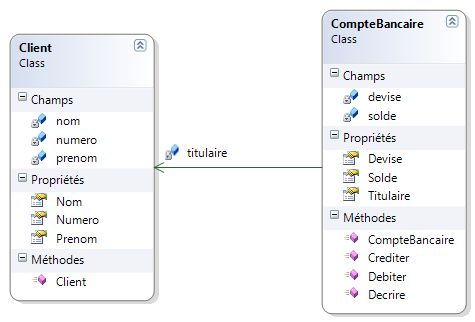 Client
Class
Champs
nom
numero
prenom
Propriétés
Nom
Numero
Prenom
Méthodes
Client
titulaire
CompteBancaire
Class
Champs
devise
solde
Propriétés
Devise
Solde
Titulaire
Méthodes
CompteBancaire
Crediter
Debiter
Decrire